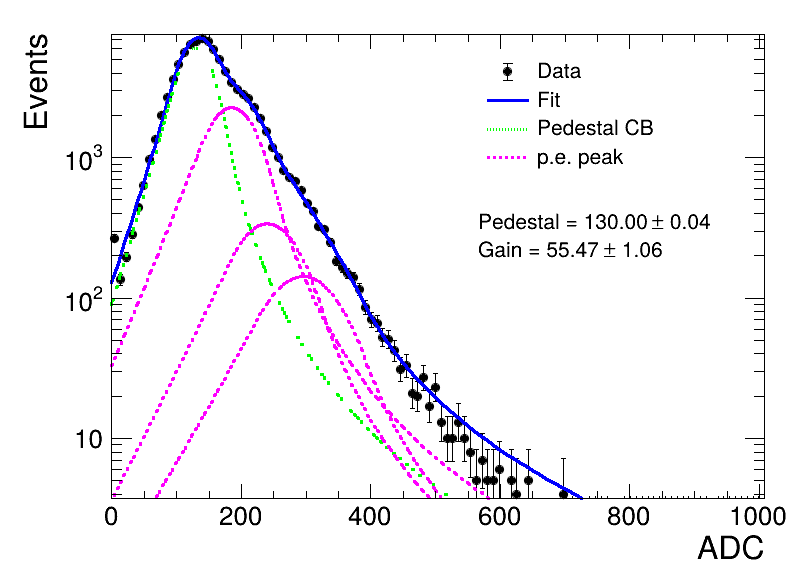 Events
Data
Fit
Pedestal CB
p.e. peak
Pedestal = 130.00 ± 0.04
Gain = 55.47 ± 1.06
10³
10²
10
0 200 400 600 800 1000
ADC